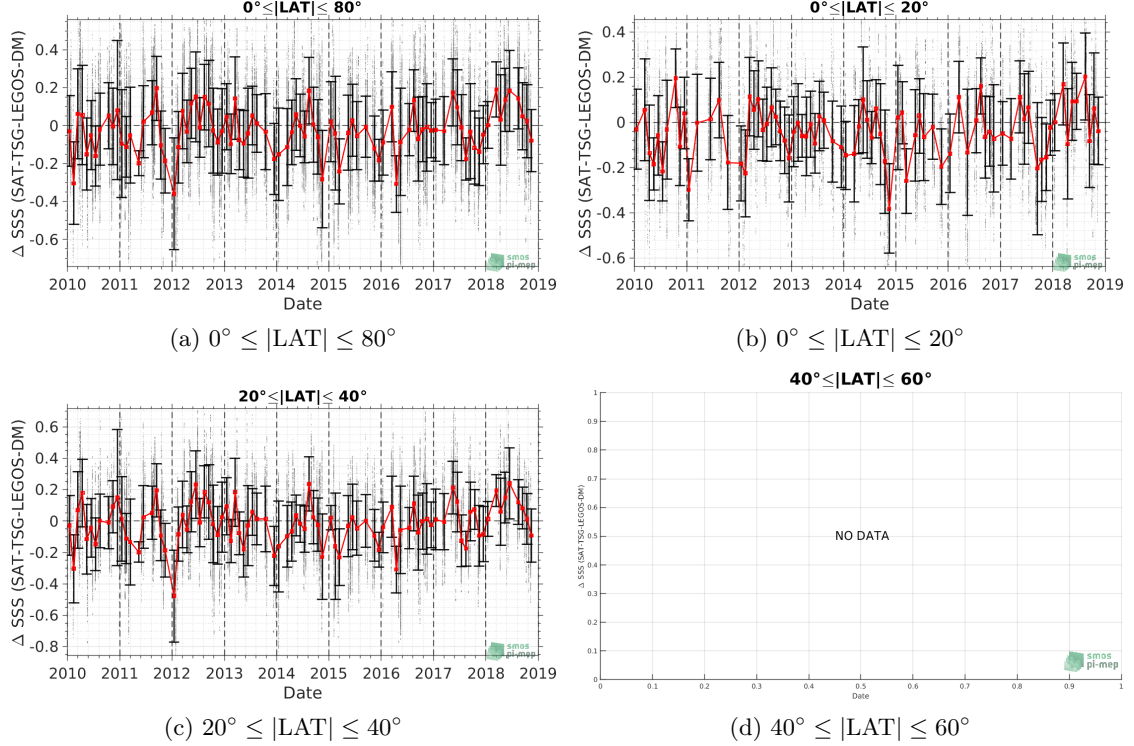 0°≤|LAT|≤ 80°
Δ SSS (SAT-TSG-LEGOS-DM)
0.4
0.2
0
-0.2
-0.4
-0.6
2010 2011 2012 2013 2014 2015 2016 2017 2018 2019
Date
smos
pi-mep
(a) 0° ≤ |LAT| ≤ 80°
0°≤|LAT|≤ 20°
Δ SSS (SAT-TSG-LEGOS-DM)
0.4
0.2
0
-0.2
-0.4
-0.6
2010 2011 2012 2013 2014 2015 2016 2017 2018 2019
Date
smos
pi-mep
(b) 0° ≤ |LAT| ≤ 20°
20°≤|LAT|≤ 40°
Δ SSS (SAT-TSG-LEGOS-DM)
0.6
0.4
0.2
0
-0.2
-0.4
-0.6
-0.8
2010 2011 2012 2013 2014 2015 2016 2017 2018 2019
Date
smos
pi-mep
(c) 20° ≤ |LAT| ≤ 40°
40°≤|LAT|≤ 60°
Δ SSS (SAT-TSG-LEGOS-DM)
1
0.9
0.8
0.7
0.6
0.5
0.4
0.3
0.2
0.1
0
NO DATA
0 0.1 0.2 0.3 0.4 0.5 0.6 0.7 0.8 0.9 1
Date
smos
pi-mep
(d) 40° ≤ |LAT| ≤ 60°